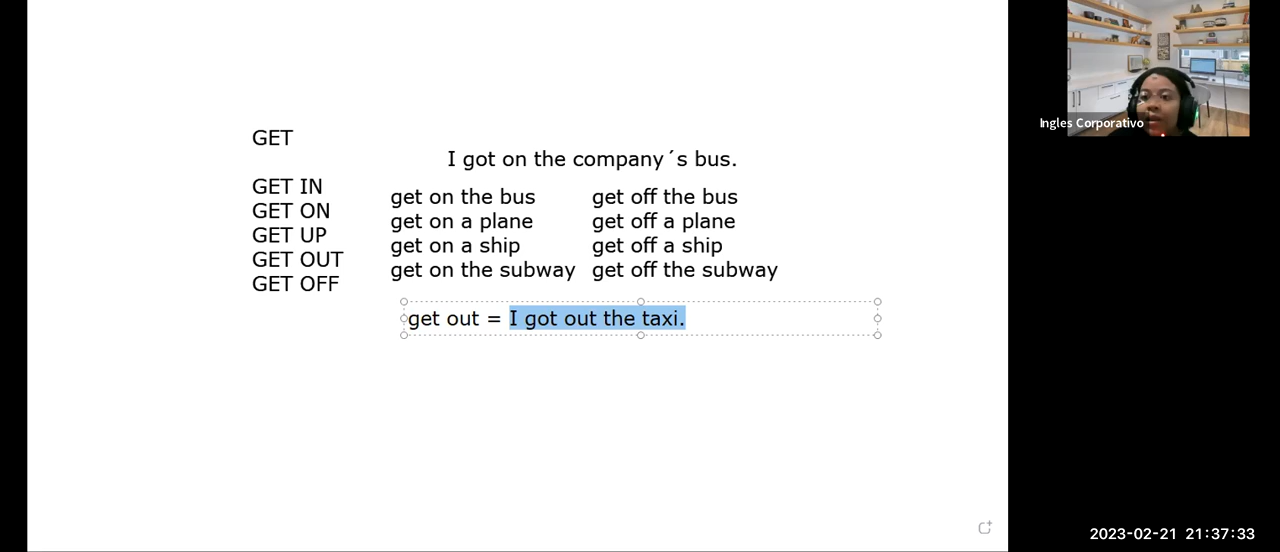 GET
I got on the company´s bus.
GET IN
GET ON
GET UP
GET OUT
GET OFF
get on the bus
get on a plane
get on a ship
get on the subway
get off the bus
get off a plane
get off a ship
get off the subway
get out = I got out the taxi.
Ingles Corporativo
2023-02-21 21:37:33